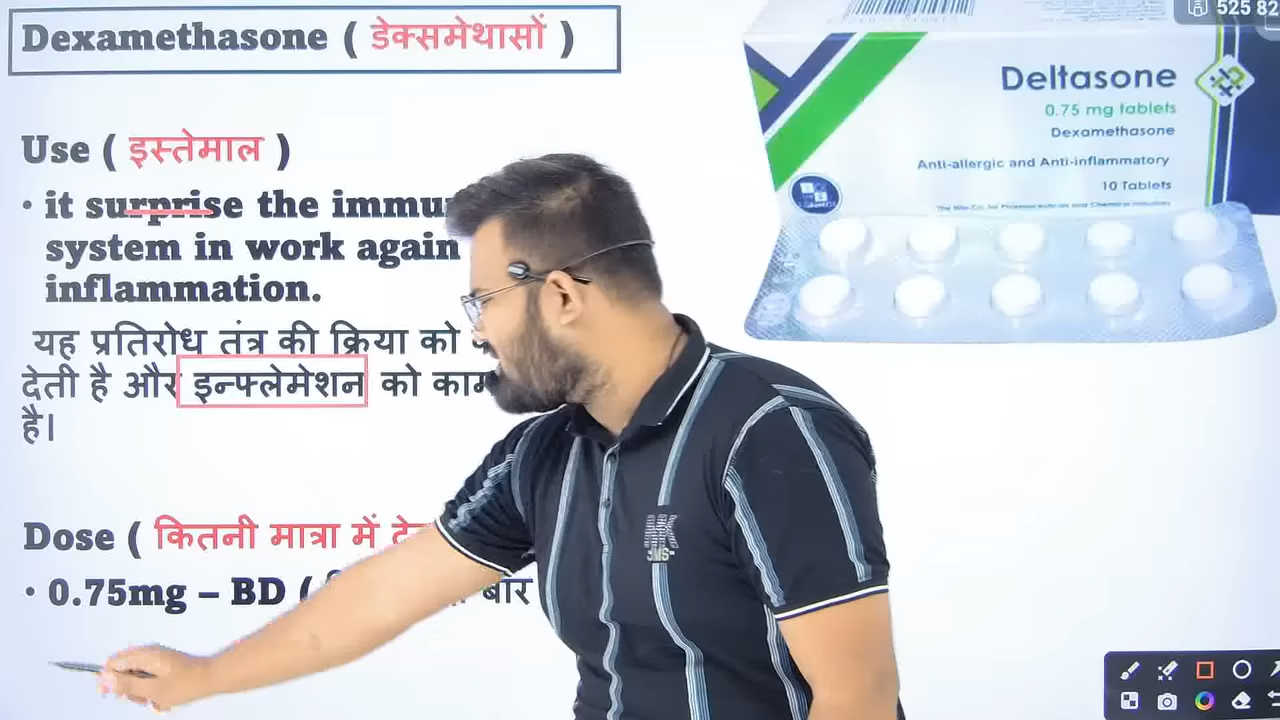 Dexamethasone ( डेक्समेथासों )
Use ( इस्तेमाल )
• it surprise the immu
system in work again
inflammation.
यह प्रतिरोध तंत्र की क्रिया को
देती है और इन्फ्लेमेशन को काम
है।
Dose ( कितनी मात्रा में
• 0.75mg – BD ( बार
525 82
Deltasone
0.75 mg tablets
Dexamethasone
Anti-allergic and Anti-inflammatory
10 Tablets